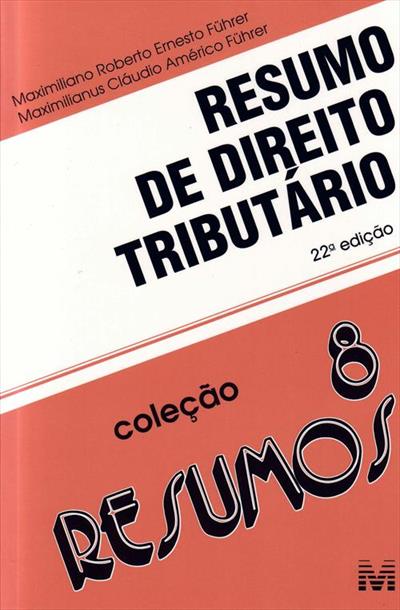 Maximiliano Roberto Ernesto Führer
Maximilianus Cláudio Américo Führer
RESUMO
DE DIREITO
TRIBUTÁRIO
22ª edição
8
coleção
RESUMOS
M